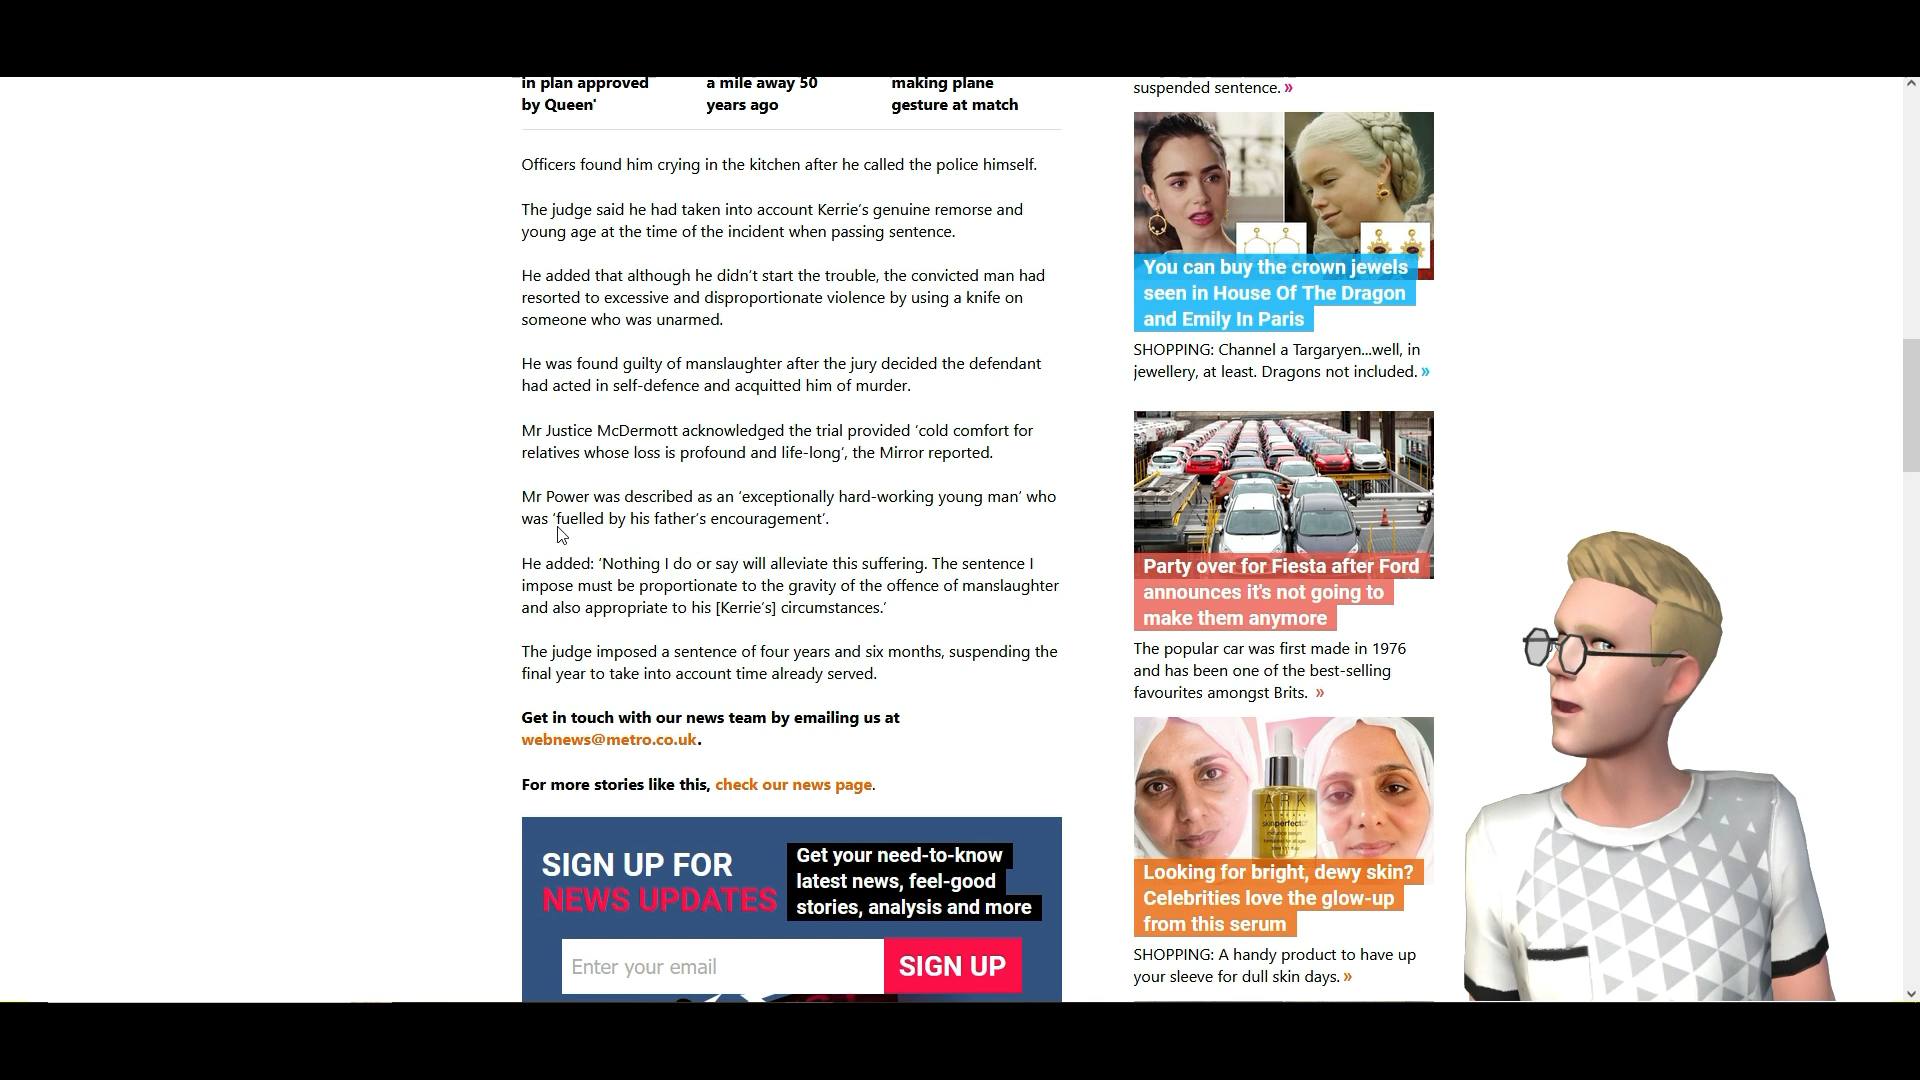 in plan approved
by Queen'
a mile away 50
years ago
making plane
gesture at match
Officers found him crying in the kitchen after he called the police himself.
The judge said he had taken into account Kerrie’s genuine remorse and
young age at the time of the incident when passing sentence.
He added that although he didn’t start the trouble, the convicted man had
resorted to excessive and disproportionate violence by using a knife on
someone who was unarmed.
He was found guilty of manslaughter after the jury decided the defendant
had acted in self-defence and acquitted him of murder.
Mr Justice McDermott acknowledged the trial provided ‘cold comfort for
relatives whose loss is profound and life-long’, the Mirror reported.
Mr Power was described as an ‘exceptionally hard-working young man’ who
was ‘fuelled by his father’s encouragement’.
He added: ‘Nothing I do or say will alleviate this suffering. The sentence I
impose must be proportionate to the gravity of the offence of manslaughter
and also appropriate to his [Kerrie’s] circumstances.’
The judge imposed a sentence of four years and six months, suspending the
final year to take into account time already served.
Get in touch with our news team by emailing us at
webnews@metro.co.uk.
For more stories like this, check our news page.
SIGN UP FOR
NEWS UPDATES
Get your need-to-know
latest news, feel-good
stories, analysis and more
Enter your email
SIGN UP
suspended sentence. »
You can buy the crown jewels
seen in House Of The Dragon
and Emily In Paris
SHOPPING: Channel a Targaryen...well, in
jewellery, at least. Dragons not included. »
Party over for Fiesta after Ford
announces it's not going to
make them anymore
The popular car was first made in 1976
and has been one of the best-selling
favourites amongst Brits. »
ARK
skinperfect
Looking for bright, dewy skin?
Celebrities love the glow-up
from this serum
SHOPPING: A handy product to have up
your sleeve for dull skin days. »